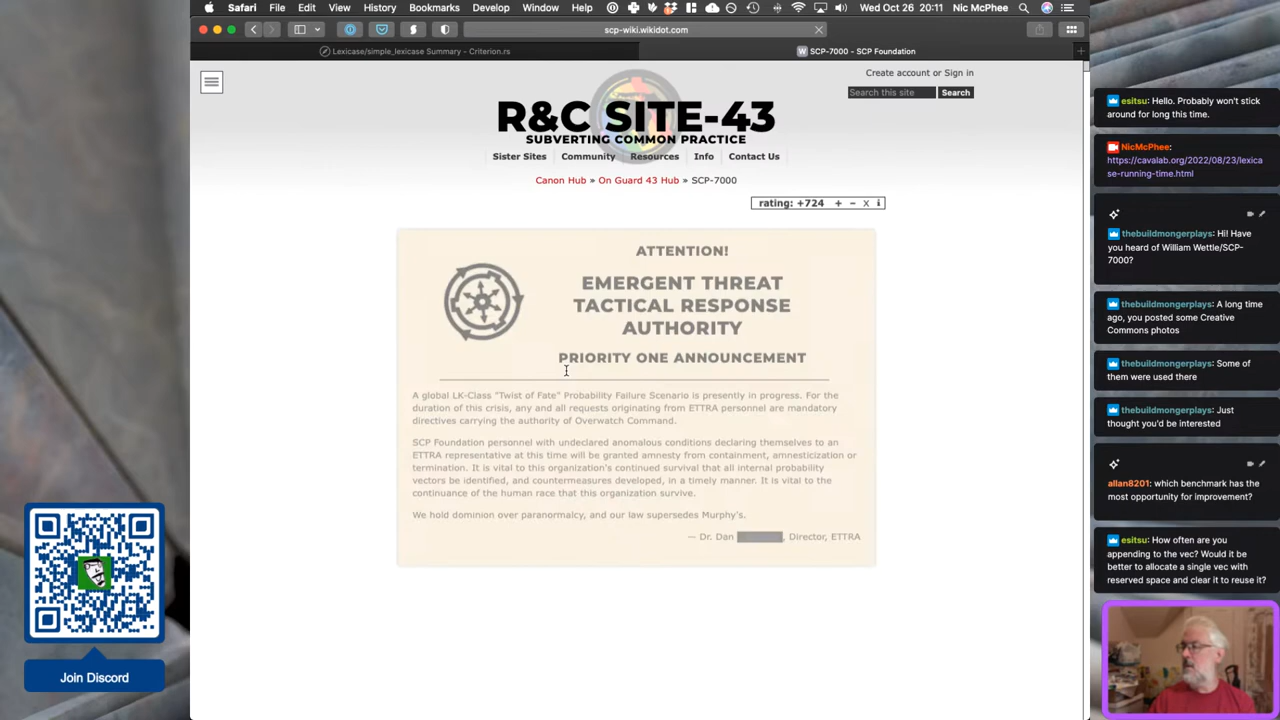 Safari File Edit View History Bookmarks Develop Window Help
Wed Oct 26 20:11 Nic McPhee
scp-wiki.wikidot.com
Lexicase/simple_lexicase Summary - Criterion.rs
SCP-7000 - SCP Foundation
Create account or Sign in
Search this site Search
R&C SITE-43
SUBVERTING COMMON PRACTICE
Sister Sites Community Resources Info Contact Us
Canon Hub » On Guard 43 Hub » SCP-7000
rating: +724 + − x i
ATTENTION!
EMERGENT THREAT
TACTICAL RESPONSE
AUTHORITY
PRIORITY ONE ANNOUNCEMENT
A global LK-Class "Twist of Fate" Probability Failure Scenario is presently in progress. For the
duration of this crisis, any and all requests originating from ETTRA personnel are mandatory
directives carrying the authority of Overwatch Command.
SCP Foundation personnel with undeclared anomalous conditions declaring themselves to an
ETTRA representative at this time will be granted amnesty from containment, amnesticization or
termination. It is vital to this organization's continued survival that all internal probability
vectors be identified, and countermeasures developed, in a timely manner. It is vital to the
continuance of the human race that this organization survive.
We hold dominion over paranormalcy, and our law supersedes Murphy's.
— Dr. Dan , Director, ETTRA
esitsu: Hello. Probably won't stick
around for long this time.
NicMcPhee:
https://cavalab.org/2022/08/23/lexica
se-running-time.html
thebuildmongerplays: Hi! Have
you heard of William Wettle/SCP-
7000?
thebuildmongerplays: A long time
ago, you posted some Creative
Commons photos
thebuildmongerplays: Some of
them were used there
thebuildmongerplays: Just
thought you'd be interested
allan8201: which benchmark has the
most opportunity for improvement?
esitsu: How often are you
appending to the vec? Would it be
better to allocate a single vec with
reserved space and clear it to reuse it?
Join Discord